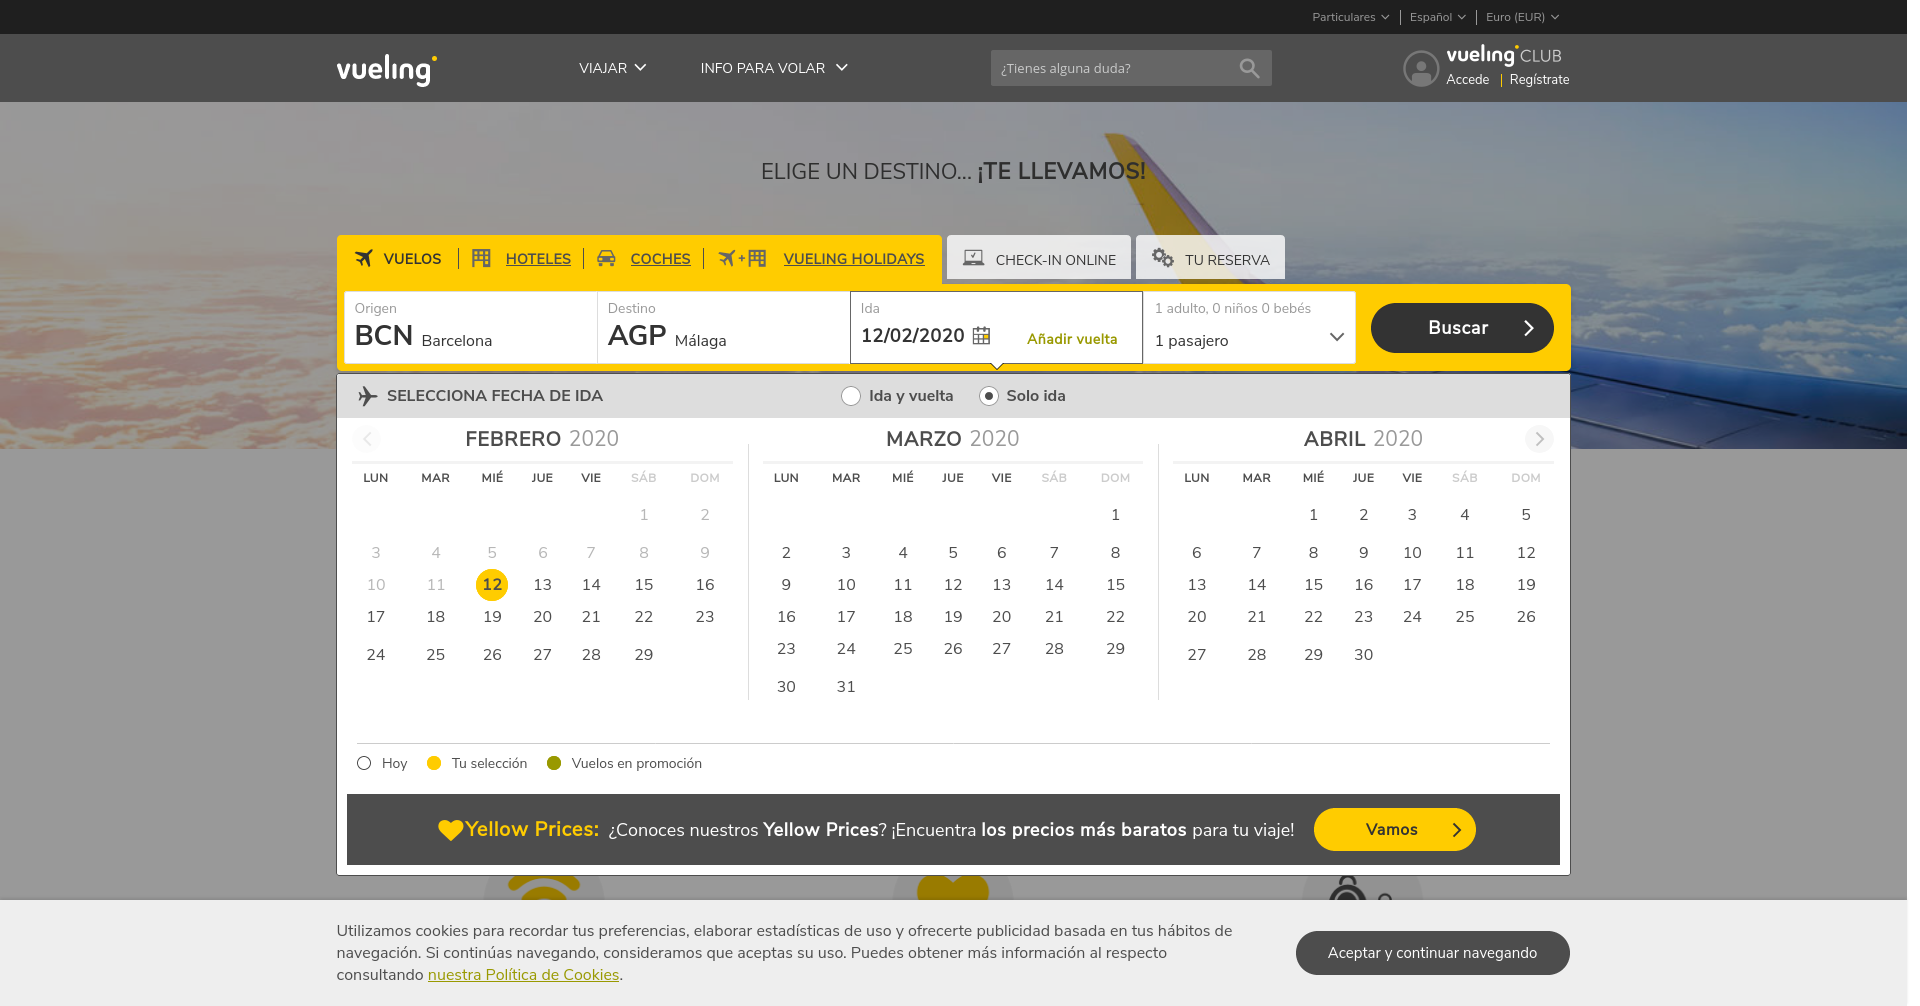 Particulares Español Euro (EUR)
vueling VIAJAR INFO PARA VOLAR ¿Tienes alguna duda? vueling CLUB
Accede | Regístrate
ELIGE UN DESTINO... ¡TE LLEVAMOS!
VUELOS HOTELES COCHES + VUELING HOLIDAYS CHECK-IN ONLINE TU RESERVA
Origen Destino Ida 1 adulto, 0 niños 0 bebés
BCN Barcelona AGP Málaga 12/02/2020 Añadir vuelta 1 pasajero Buscar
SELECCIONA FECHA DE IDA Ida y vuelta Solo ida
FEBRERO 2020
LUN MAR MIÉ JUE VIE SÁB DOM
1 2
3 4 5 6 7 8 9
10 11 12 13 14 15 16
17 18 19 20 21 22 23
24 25 26 27 28 29
MARZO 2020
LUN MAR MIÉ JUE VIE SÁB DOM
1
2 3 4 5 6 7 8
9 10 11 12 13 14 15
16 17 18 19 20 21 22
23 24 25 26 27 28 29
30 31
ABRIL 2020
LUN MAR MIÉ JUE VIE SÁB DOM
1 2 3 4 5
6 7 8 9 10 11 12
13 14 15 16 17 18 19
20 21 22 23 24 25 26
27 28 29 30
Hoy Tu selección Vuelos en promoción
Yellow Prices: ¿Conoces nuestros Yellow Prices? ¡Encuentra los precios más baratos para tu viaje! Vamos
Utilizamos cookies para recordar tus preferencias, elaborar estadísticas de uso y ofrecerte publicidad basada en tus hábitos de
navegación. Si continúas navegando, consideramos que aceptas su uso. Puedes obtener más información al respecto
consultando nuestra Política de Cookies.
Aceptar y continuar navegando